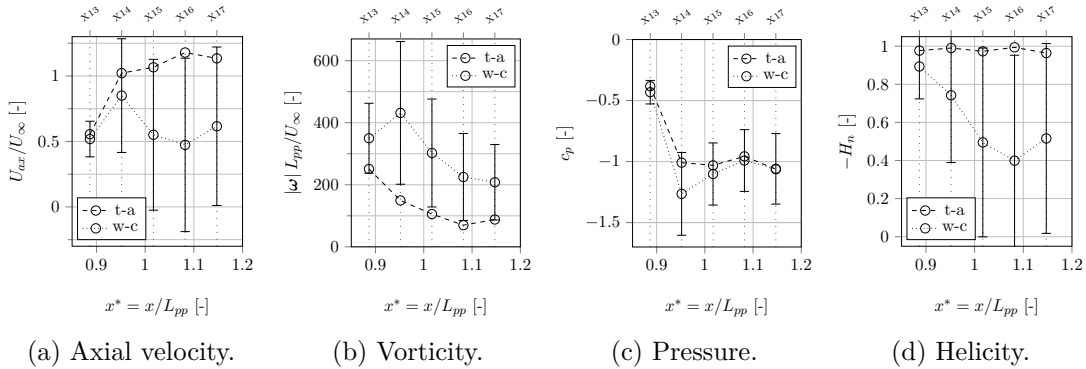 X13 X14 X15 X16 X17
1
0.5
0
U_ax/U_∞ [-]
t-a
w-c
0.9 1 1.1 1.2
x* = x/L_pp [-]
(a) Axial velocity.
X13 X14 X15 X16 X17
600
400
200
0
|ω| L_pp/U_∞ [-]
t-a
w-c
0.9 1 1.1 1.2
x* = x/L_pp [-]
(b) Vorticity.
X13 X14 X15 X16 X17
0
−0.5
−1.0
−1.5
c_p [-]
t-a
w-c
0.9 1 1.1 1.2
x* = x/L_pp [-]
(c) Pressure.
X13 X14 X15 X16 X17
1
0.8
0.6
0.4
0.2
0
−H_n [-]
t-a
w-c
0.9 1 1.1 1.2
x* = x/L_pp [-]
(d) Helicity.